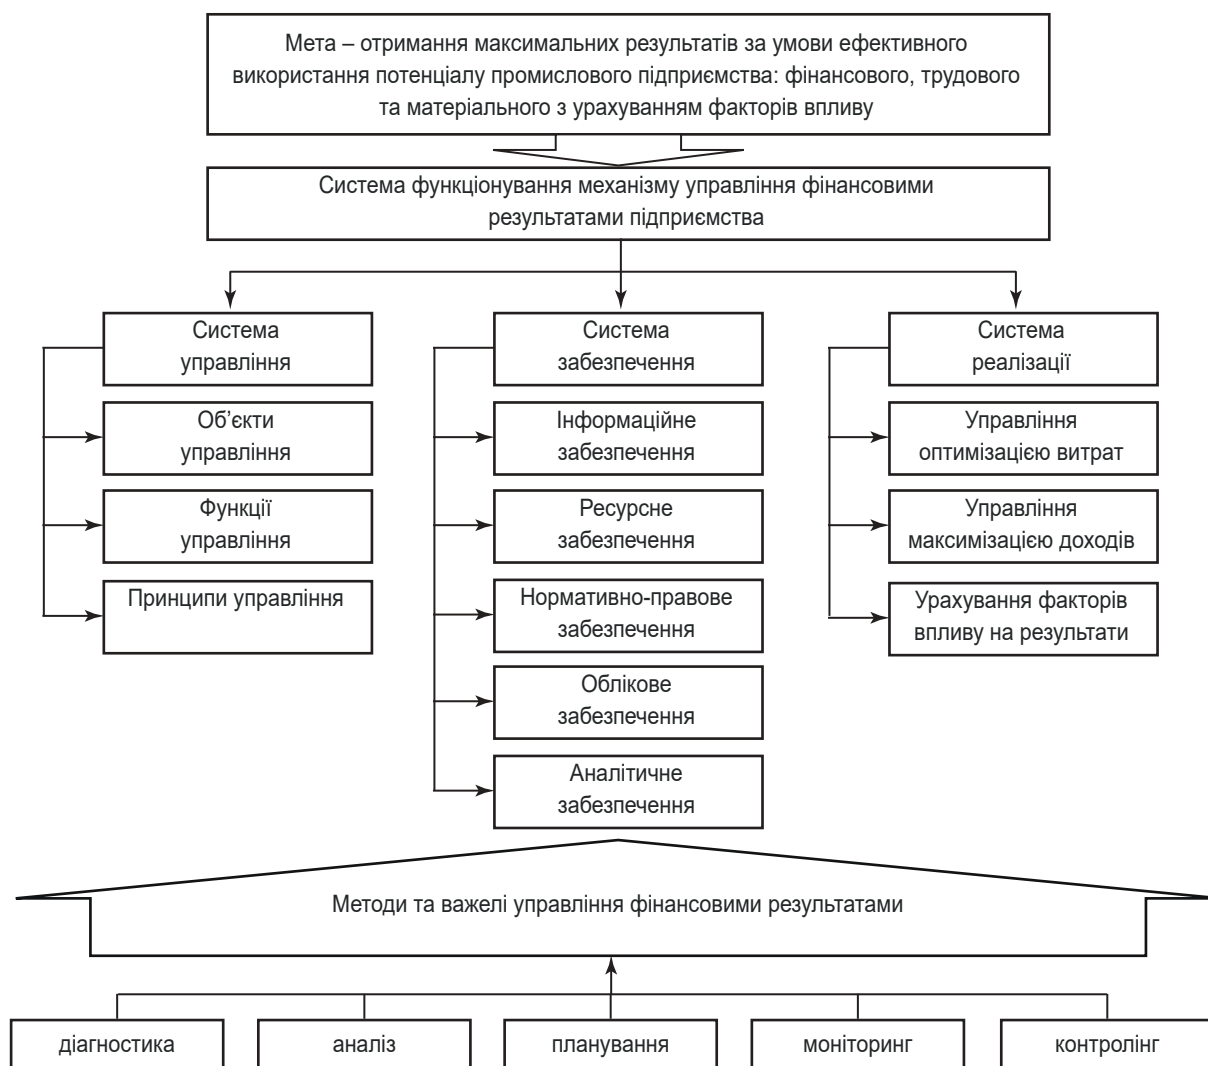 Мета – отримання максимальних результатів за умови ефективного
використання потенціалу промислового підприємства: фінансового, трудового
та матеріального з урахуванням факторів впливу
Система функціонування механізму управління фінансовими
результатами підприємства
Система
управління
Об’єкти
управління
Функції
управління
Принципи управління
Система
забезпечення
Інформаційне
забезпечення
Ресурсне
забезпечення
Нормативно-правове
забезпечення
Облікове
забезпечення
Аналітичне
забезпечення
Система
реалізації
Управління
оптимізацією витрат
Управління
максимізацією доходів
Урахування факторів
впливу на результати
Методи та важелі управління фінансовими результатами
діагностика
аналіз
планування
моніторинг
контролінг